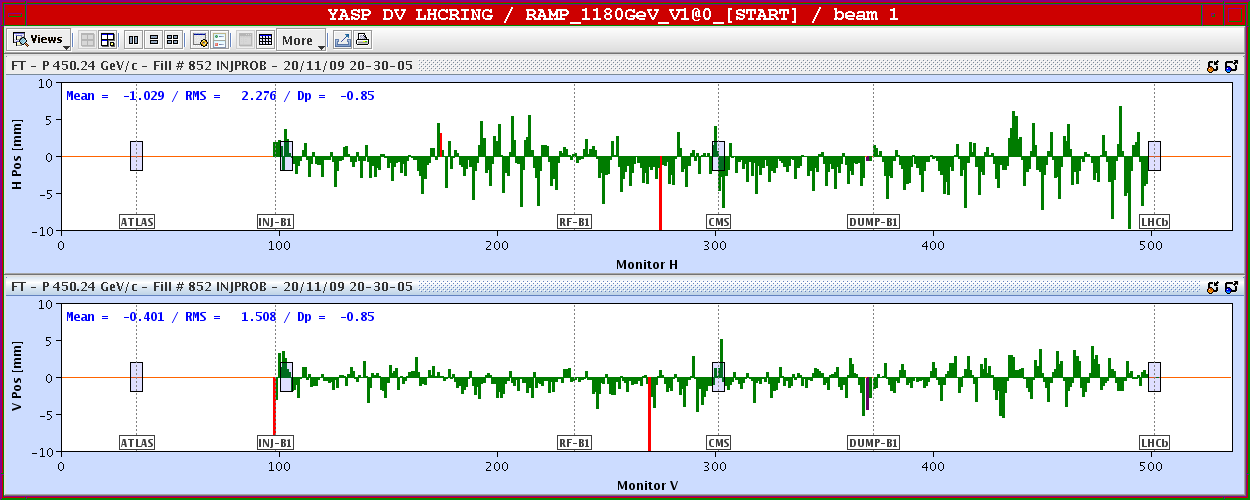 YASP DV LHCRING / RAMP_1180GeV_V1@0_[START] / beam 1
Views More
FT - P 450.24 GeV/c - Fill # 852 INJPROB - 20/11/09 20-30-05
Mean = -1.029 / RMS = 2.276 / Dp = -0.85
H Pos [mm]
10
5
0
-5
-10
ATLAS INJ-B1 RF-B1 CMS DUMP-B1 LHCb
0 100 200 300 400 500
Monitor H
FT - P 450.24 GeV/c - Fill # 852 INJPROB - 20/11/09 20-30-05
Mean = -0.401 / RMS = 1.508 / Dp = -0.85
V Pos [mm]
10
5
0
-5
-10
ATLAS INJ-B1 RF-B1 CMS DUMP-B1 LHCb
0 100 200 300 400 500
Monitor V